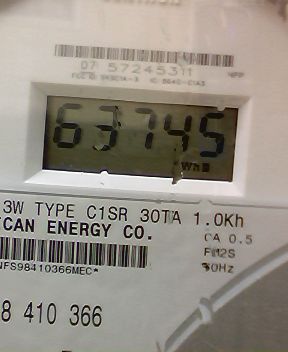 07 57245311
63745
Wh
3W TYPE C1SR 30TA 1.0Kh
CAN ENERGY CO.
CA 0.5
FM2S
NFS98410366MEC*
60Hz
8 410 366